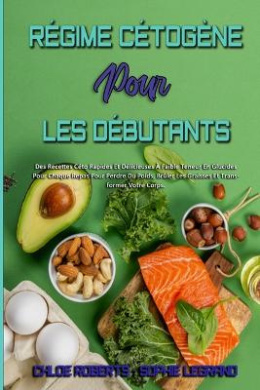 RÉGIME CÉTOGÈNE
Pour
LES DÉBUTANTS
Des Recettes Céto Rapides Et Délicieuses À Faible Teneur En Glucides
Pour Chaque Repas Pour Perdre Du Poids, Brûler Les Graisses Et Trans-
former Votre Corps
CHLOE ROBERTS - SOPHIE LEGRAND